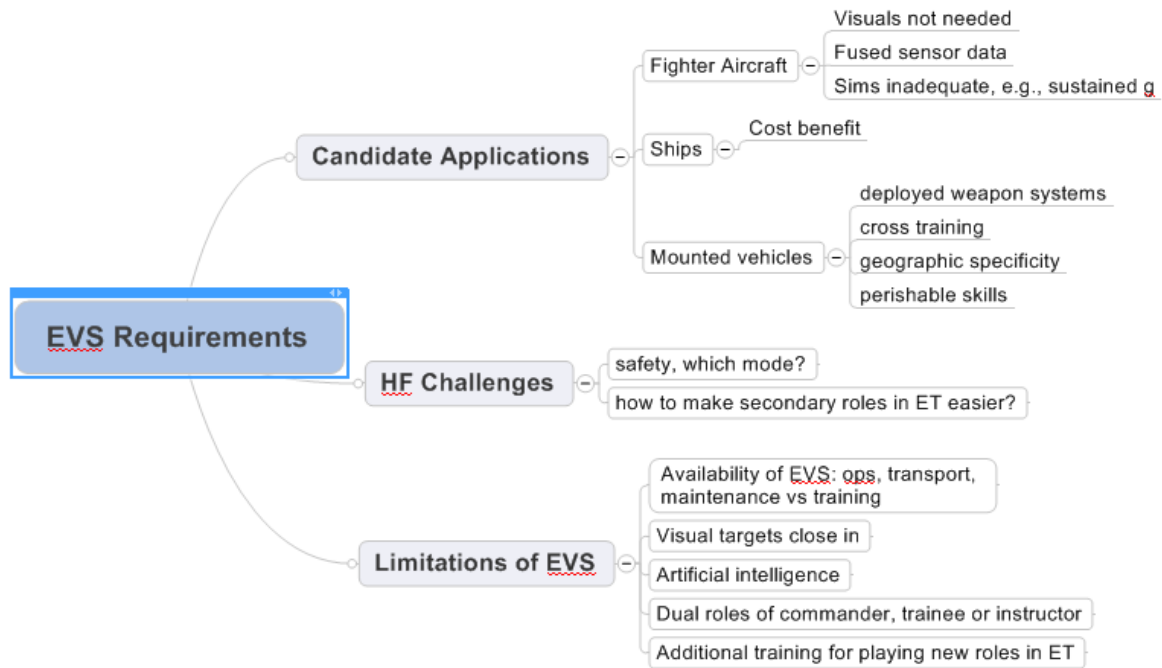 EVS Requirements
Candidate Applications
Fighter Aircraft
Visuals not needed
Fused sensor data
Sims inadequate, e.g., sustained g
Ships
Cost benefit
Mounted vehicles
deployed weapon systems
cross training
geographic specificity
perishable skills
HF Challenges
safety, which mode?
how to make secondary roles in ET easier?
Limitations of EVS
Availability of EVS: ops, transport,
maintenance vs training
Visual targets close in
Artificial intelligence
Dual roles of commander, trainee or instructor
Additional training for playing new roles in ET